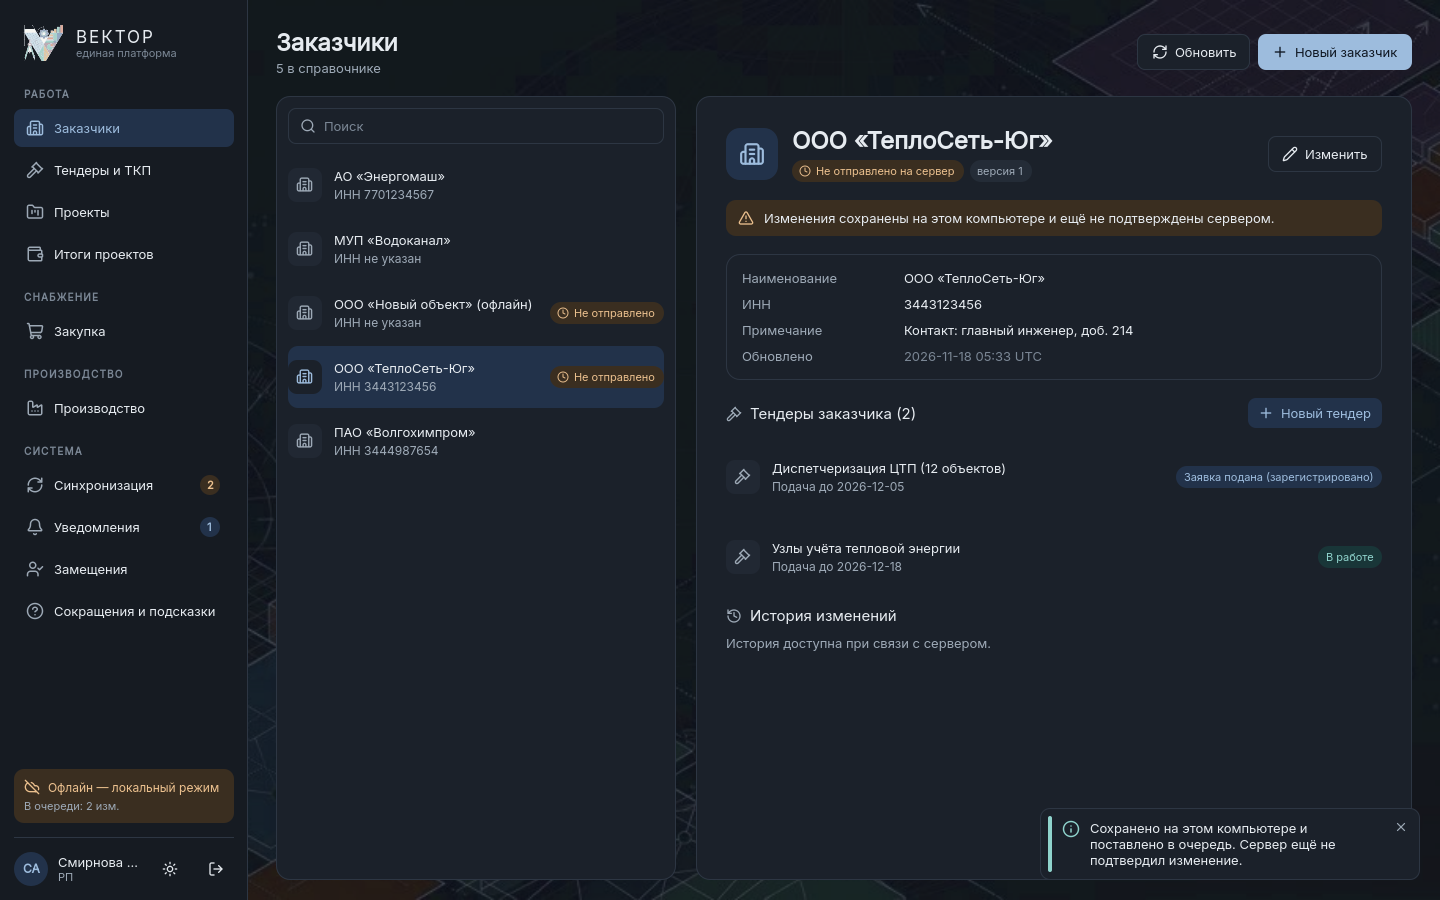 ВЕКТОР
единая платформа
РАБОТА
Заказчики
Тендеры и ТКП
Проекты
Итоги проектов
СНАБЖЕНИЕ
Закупка
ПРОИЗВОДСТВО
Производство
СИСТЕМА
Синхронизация 2
Уведомления 1
Замещения
Сокращения и подсказки
Офлайн — локальный режим
В очереди: 2 изм.
СА
Смирнова ...
РП
Заказчики
5 в справочнике
Обновить
Новый заказчик
Поиск
АО «Энергомаш»
ИНН 7701234567
МУП «Водоканал»
ИНН не указан
ООО «Новый объект» (офлайн)
ИНН не указан
Не отправлено
ООО «ТеплоСеть-Юг»
ИНН 3443123456
Не отправлено
ПАО «Волгохимпром»
ИНН 3444987654
ООО «ТеплоСеть-Юг»
Не отправлено на сервер
версия 1
Изменить
Изменения сохранены на этом компьютере и ещё не подтверждены сервером.
Наименование ООО «ТеплоСеть-Юг»
ИНН 3443123456
Примечание Контакт: главный инженер, доб. 214
Обновлено 2026-11-18 05:33 UTC
Тендеры заказчика (2)
Новый тендер
Диспетчеризация ЦТП (12 объектов)
Подача до 2026-12-05
Заявка подана (зарегистрировано)
Узлы учёта тепловой энергии
Подача до 2026-12-18
В работе
История изменений
История доступна при связи с сервером.
Сохранено на этом компьютере и
поставлено в очередь. Сервер ещё не
подтвердил изменение.